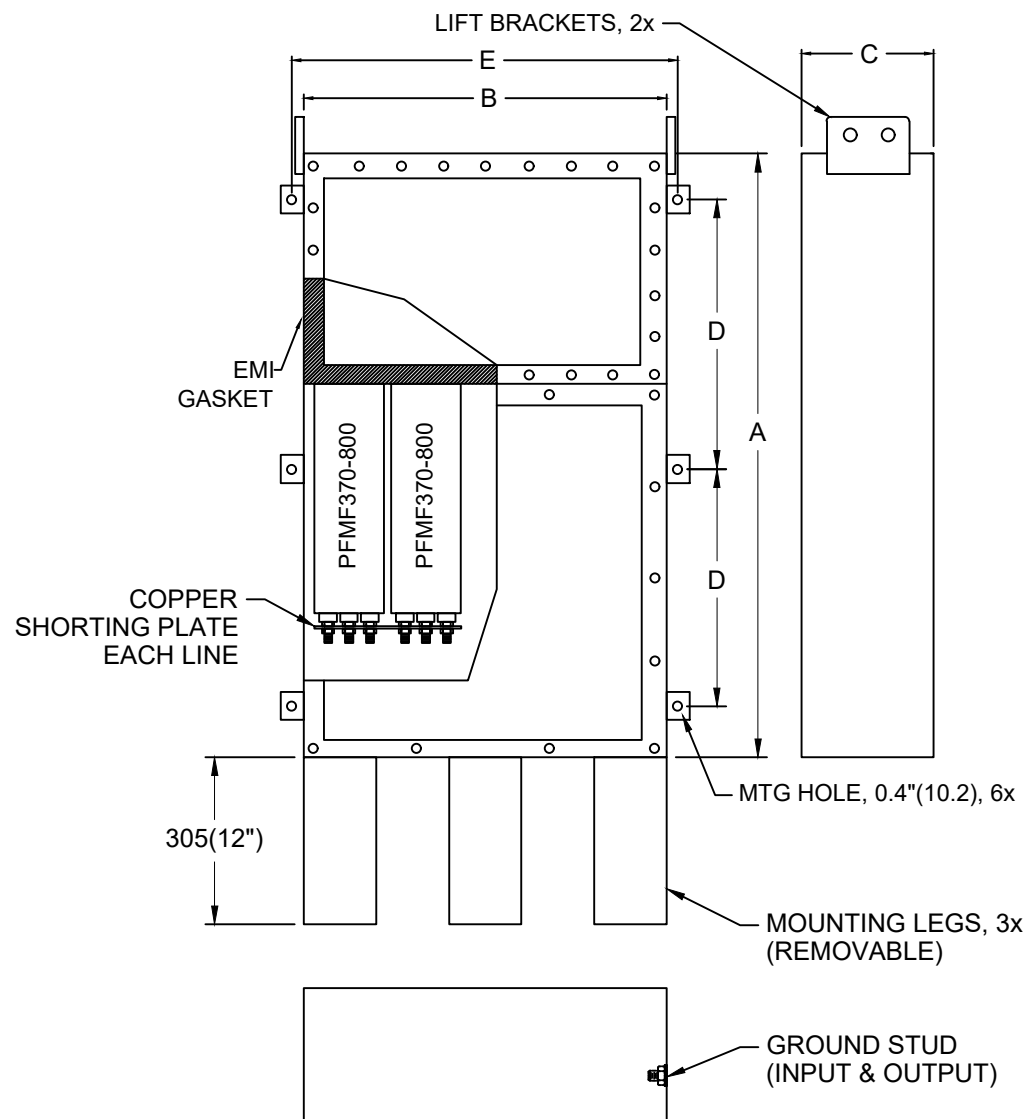 LIFT BRACKETS, 2x
E
C
B
D
EMI
GASKET
A
PFMF370-800
PFMF370-800
D
COPPER
SHORTING PLATE
EACH LINE
MTG HOLE, 0.4"(10.2), 6x
305(12")
MOUNTING LEGS, 3x
(REMOVABLE)
GROUND STUD
(INPUT & OUTPUT)